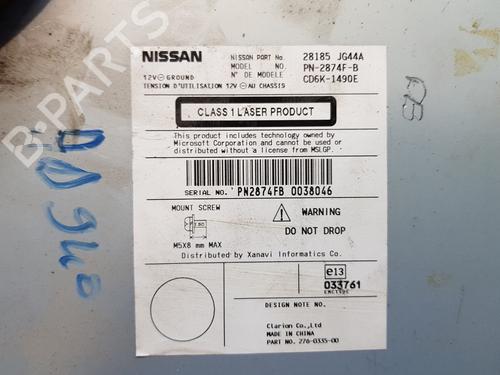 NISSAN
NISSAN PART No. 28185 JG44A
MODEL NO. PN-2874F-B
N° DE MODELE CD6K-1490E
12V ⊖ GROUND
TENSION D'UTILISATION 12V ⊖ AU CHASSIS
CLASS 1 LASER PRODUCT
This product includes technology owned by
Microsoft Corporation and cannot be used or
distributed without a license from MSLGP.
SERIAL NO. PN2874FB 0038046
MOUNT SCREW
M5X8 mm MAX
WARNING
DO NOT DROP
Distributed by Xanavi Informatics Co.
e13
033761
DESIGN NOTE NO.
Clarion Co.,Ltd
MADE IN CHINA
PART NO. 276-0335-00
B-Parts